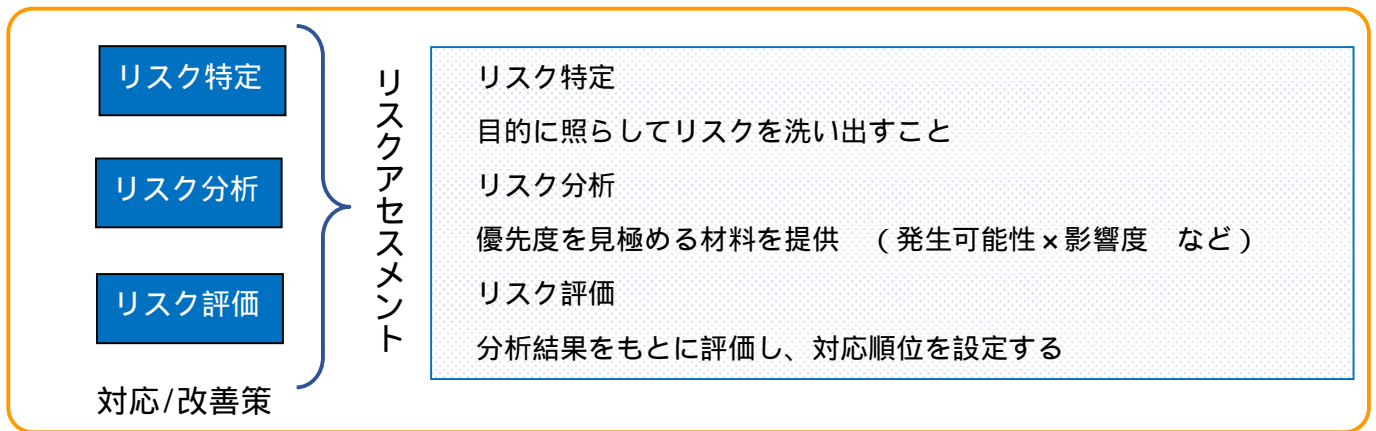 リスク特定
リスク分析
リスク評価
対応/改善策
リスクアセスメント
リスク特定
目的に照らしてリスクを洗い出すこと
リスク分析
優先度を見極める材料を提供　（発生可能性×影響度　など）
リスク評価
分析結果をもとに評価し、対応順位を設定する